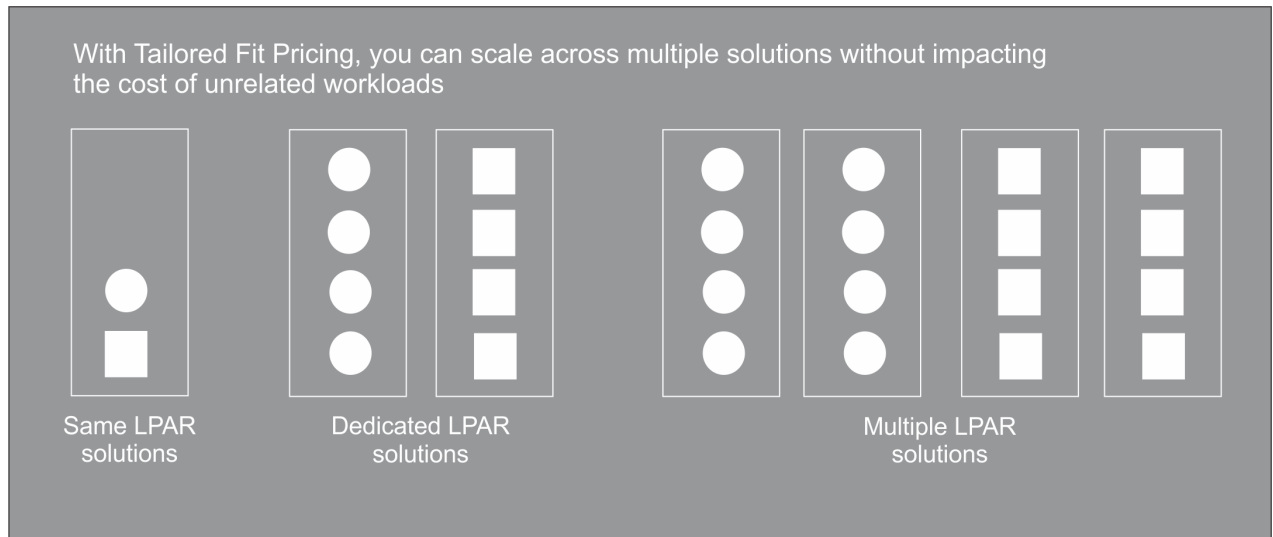 With Tailored Fit Pricing, you can scale across multiple solutions without impacting
the cost of unrelated workloads
Same LPAR
solutions
Dedicated LPAR
solutions
Multiple LPAR
solutions